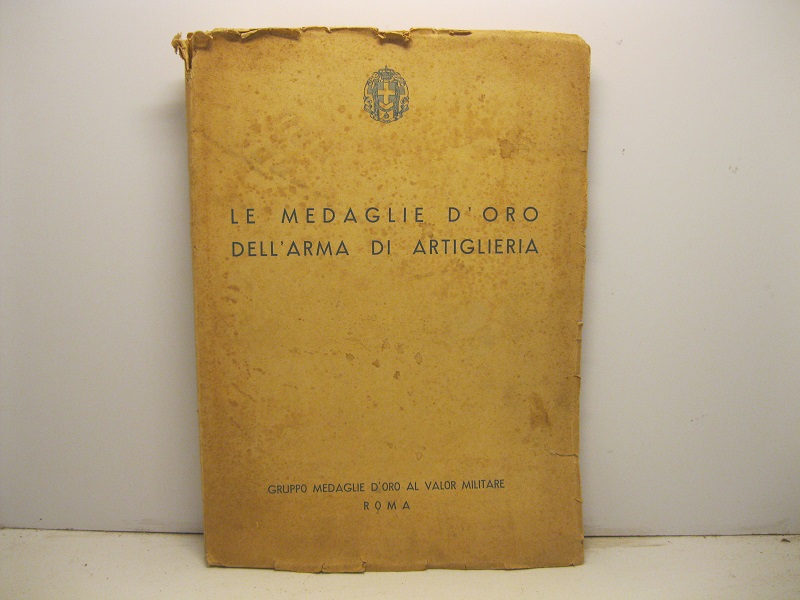 LE MEDAGLIE D'ORO
DELL'ARMA DI ARTIGLIERIA
GRUPPO MEDAGLIE D'ORO AL VALOR MILITARE
ROMA